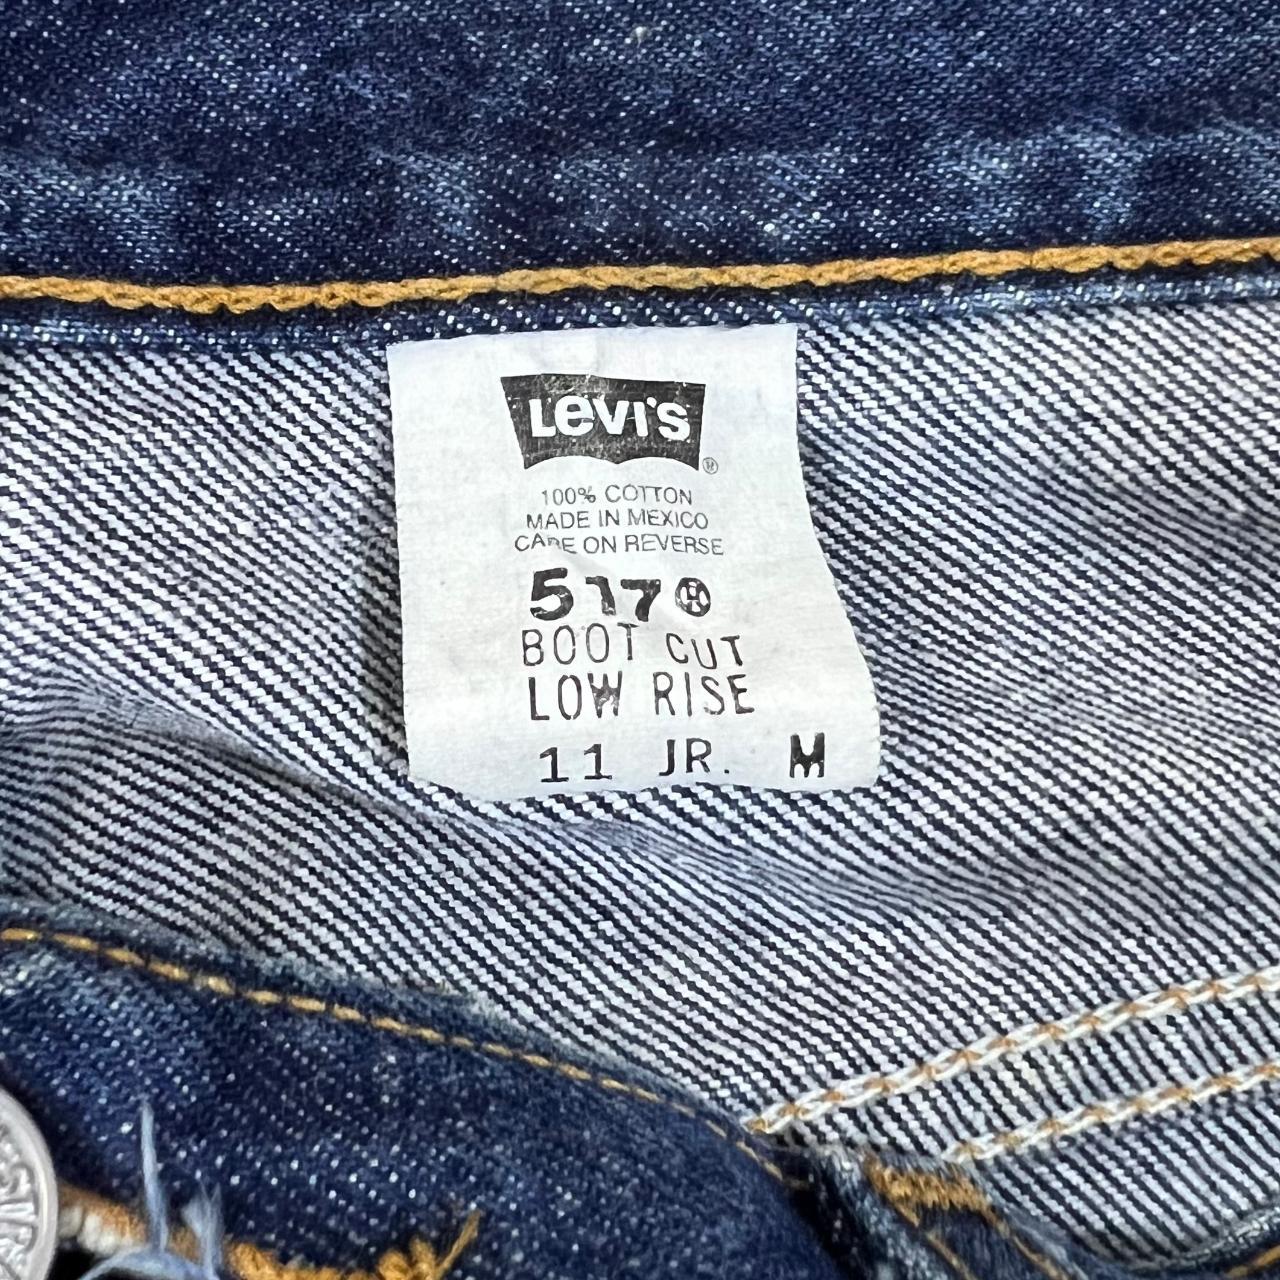 Levi's
®
100% COTTON
MADE IN MEXICO
CARE ON REVERSE
517 Ⓗ
BOOT CUT
LOW RISE
11 JR. M